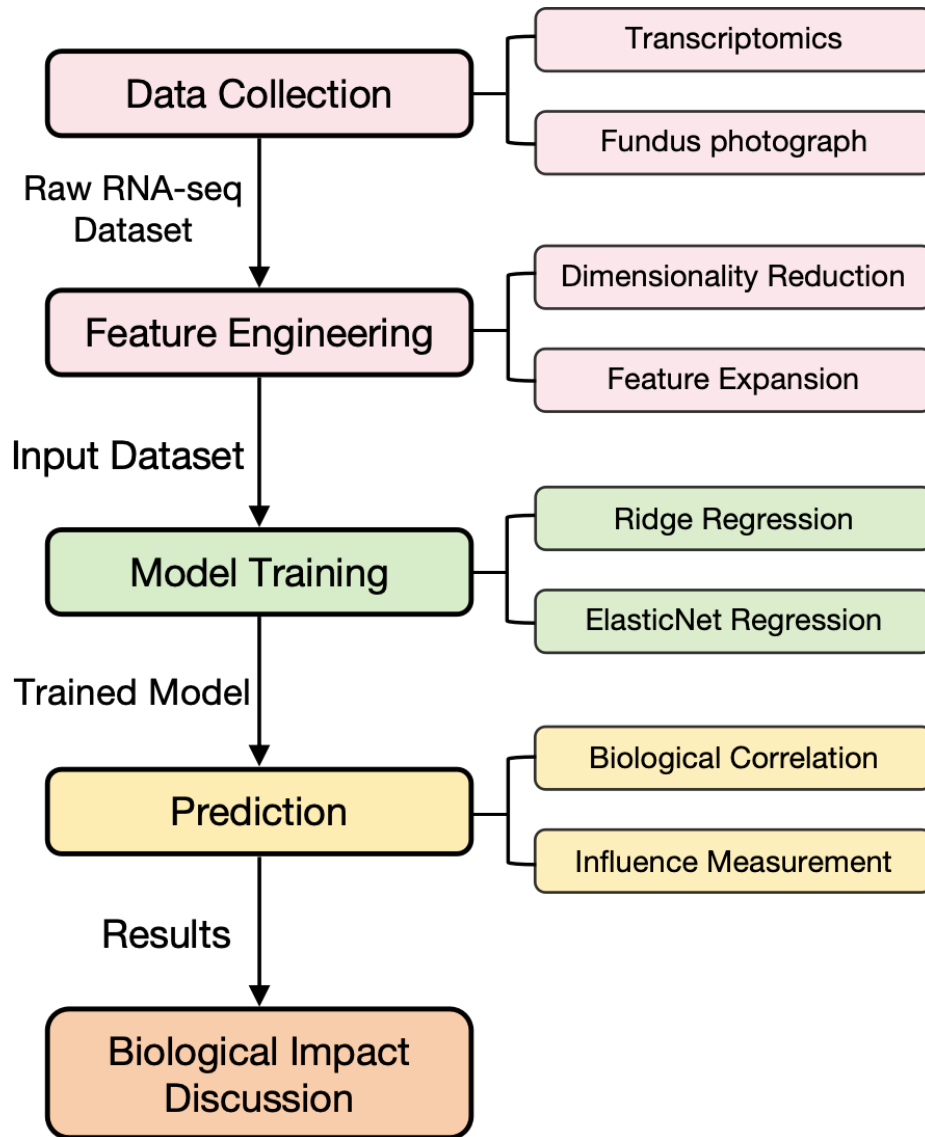 Transcriptomics
Data Collection
Fundus photograph
Raw RNA-seq
Dataset
Dimensionality Reduction
Feature Engineering
Feature Expansion
Input Dataset
Ridge Regression
Model Training
ElasticNet Regression
Trained Model
Biological Correlation
Prediction
Influence Measurement
Results
Biological Impact
Discussion